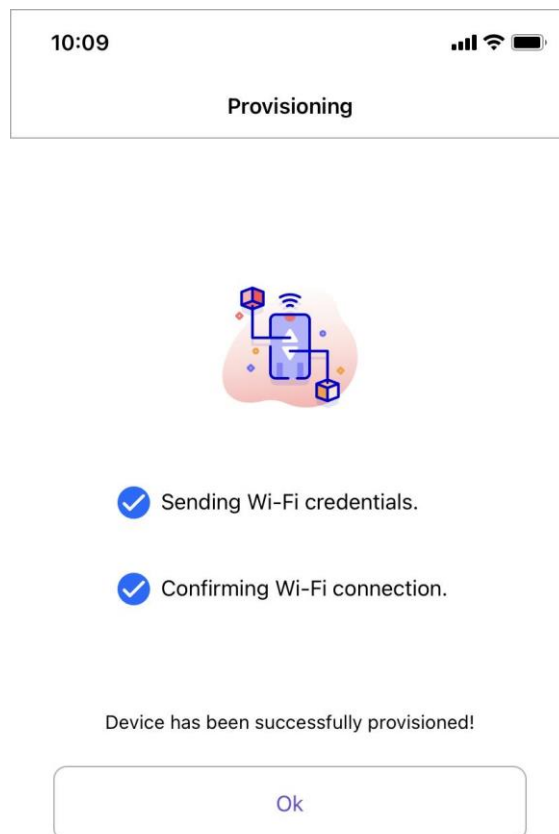 10:09
Provisioning
Sending Wi-Fi credentials.
Confirming Wi-Fi connection.
Device has been successfully provisioned!
Ok